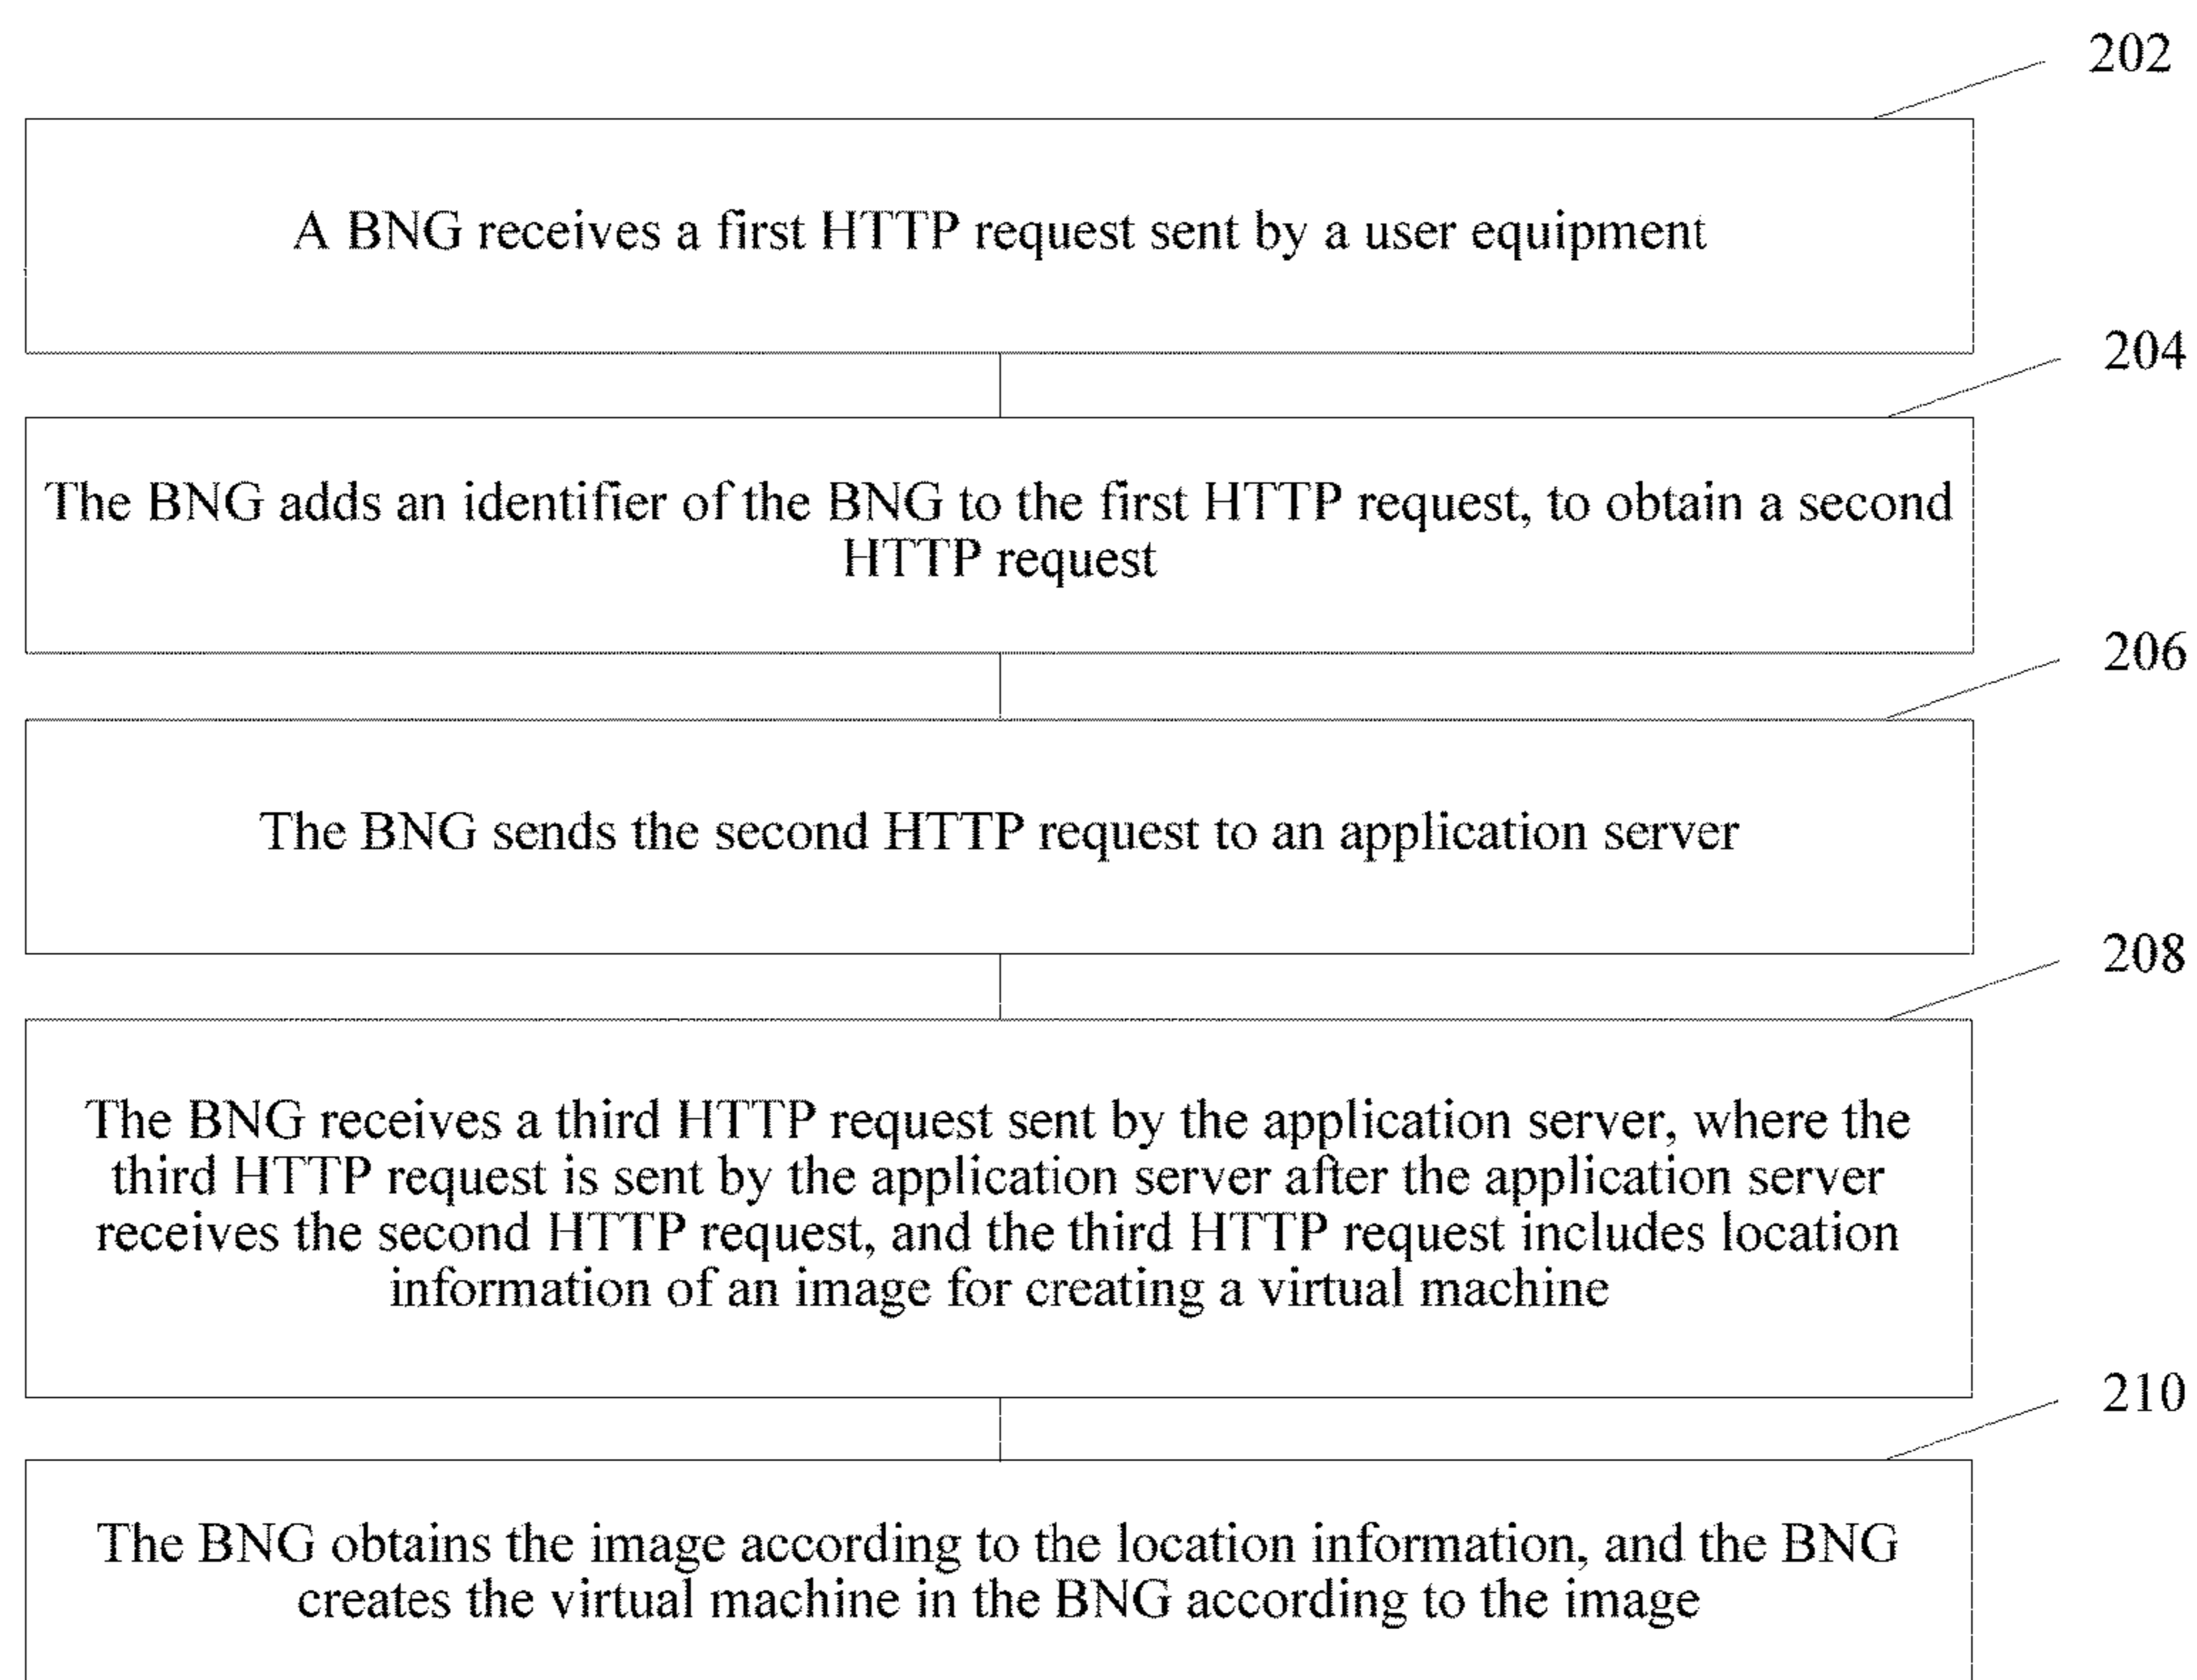 202
A BNG receives a first HTTP request sent by a user equipment
204
The BNG adds an identifier of the BNG to the first HTTP request, to obtain a second
HTTP request
206
The BNG sends the second HTTP request to an application server
208
The BNG receives a third HTTP request sent by the application server, where the
third HTTP request is sent by the application server after the application server
receives the second HTTP request, and the third HTTP request includes location
information of an image for creating a virtual machine
210
The BNG obtains the image according to the location information, and the BNG
creates the virtual machine in the BNG according to the image